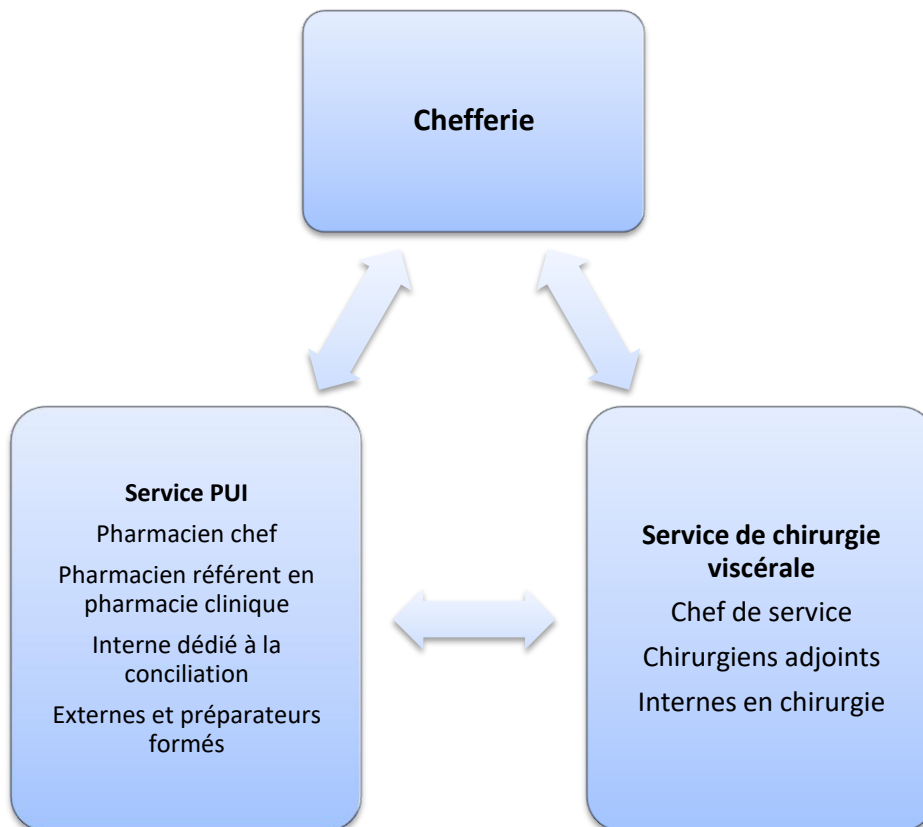 Chefferie
Service PUI
Pharmacien chef
Pharmacien référent en
pharmacie clinique
Interne dédié à la
conciliation
Externes et préparateurs
formés
Service de chirurgie
viscérale
Chef de service
Chirurgiens adjoints
Internes en chirurgie